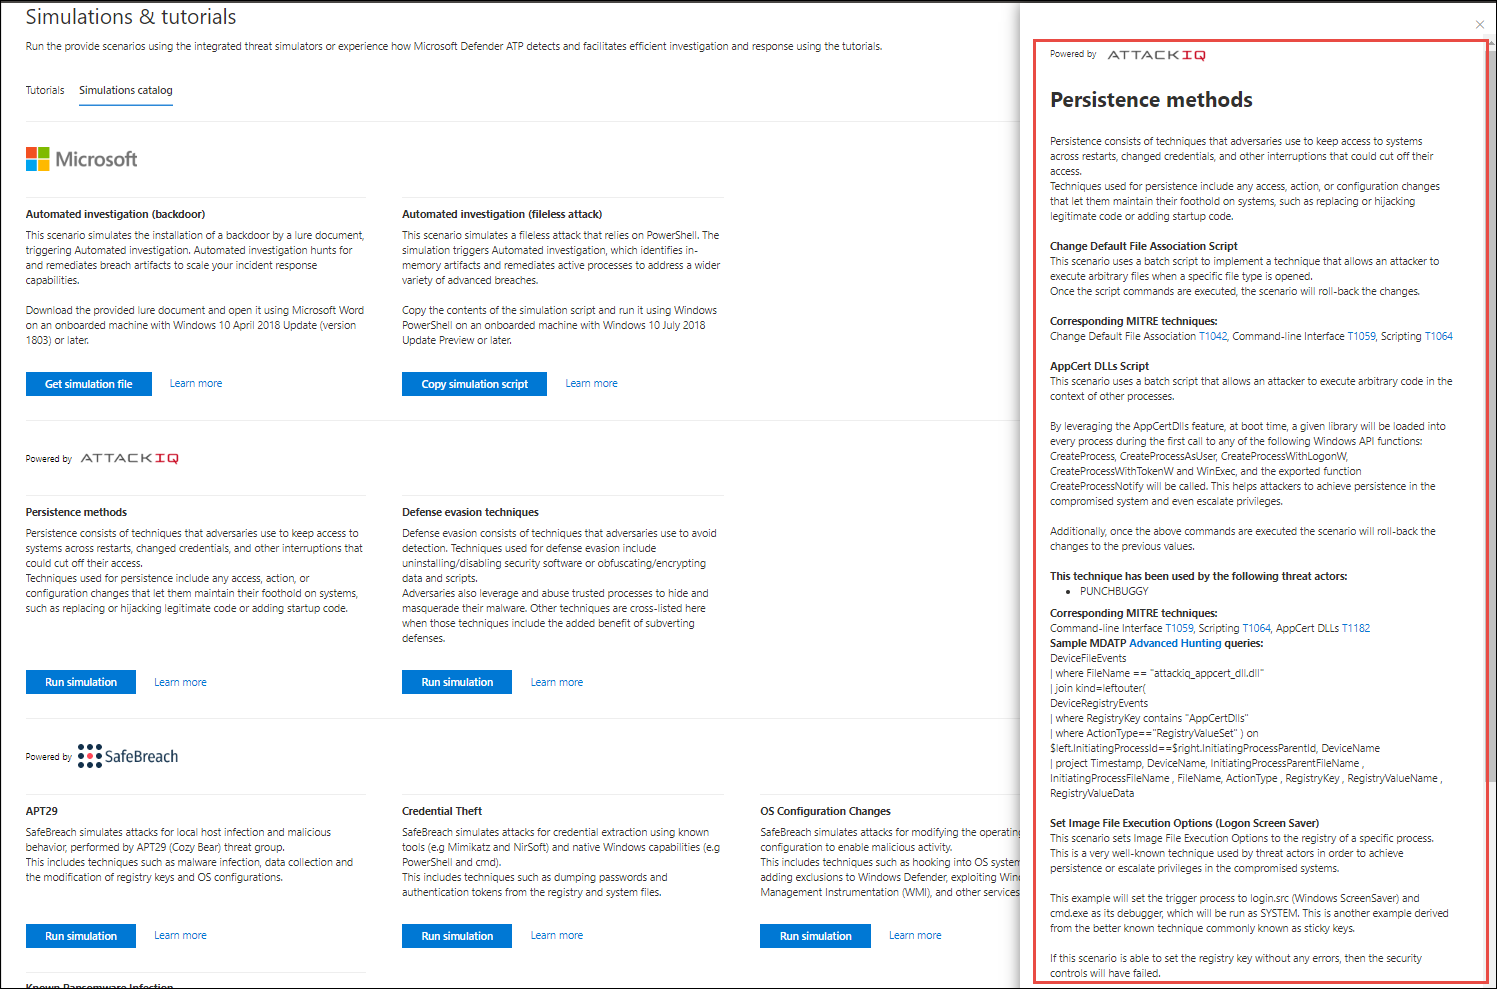 Simulations & tutorials
Run the provide scenarios using the integrated threat simulators or experience how Microsoft Defender ATP detects and facilitates efficient investigation and response using the tutorials.
Tutorials
Simulations catalog
Microsoft
Automated investigation (backdoor)
This scenario simulates the installation of a backdoor by a lure document,
triggering Automated investigation. Automated investigation hunts for
and remediates breach artifacts to scale your incident response
capabilities.
Download the provided lure document and open it using Microsoft Word
on an onboarded machine with Windows 10 April 2018 Update (version
1803) or later.
Get simulation file
Learn more
Automated investigation (fileless attack)
This scenario simulates a fileless attack that relies on PowerShell. The
simulation triggers Automated investigation, which identifies in-
memory artifacts and remediates active processes to address a wider
variety of advanced breaches.
Copy the contents of the simulation script and run it using Windows
PowerShell on an onboarded machine with Windows 10 July 2018
Update Preview or later.
Copy simulation script
Learn more
Powered by ATTACKIQ
Persistence methods
Persistence consists of techniques that adversaries use to keep access to
systems across restarts, changed credentials, and other interruptions that
could cut off their access.
Techniques used for persistence include any access, action, or
configuration changes that let them maintain their foothold on systems,
such as replacing or hijacking legitimate code or adding startup code.
Run simulation
Learn more
Defense evasion techniques
Defense evasion consists of techniques that adversaries use to avoid
detection. Techniques used for defense evasion include
uninstalling/disabling security software or obfuscating/encrypting
data and scripts.
Adversaries also leverage and abuse trusted processes to hide and
masquerade their malware. Other techniques are cross-listed here
when those techniques include the added benefit of subverting
defenses.
Run simulation
Learn more
Powered by SafeBreach
APT29
SafeBreach simulates attacks for local host infection and malicious
behavior, performed by APT29 (Cozy Bear) threat group.
This includes techniques such as malware infection, data collection and
the modification of registry keys and OS configurations.
Run simulation
Learn more
Credential Theft
SafeBreach simulates attacks for credential extraction using known
tools (e.g Mimikatz and NirSoft) and native Windows capabilities (e.g
PowerShell and cmd).
This includes techniques such as dumping passwords and
authentication tokens from the registry and system files.
Run simulation
Learn more
OS Configuration Changes
SafeBreach simulates attacks for modifying the operating
configuration to enable malicious activity.
This includes techniques such as hooking into OS system
adding exclusions to Windows Defender, exploiting
Management Instrumentation (WMI), and other services
Run simulation
Learn more
Known Ransomware Infection
Powered by ATTACKIQ
Persistence methods
Persistence consists of techniques that adversaries use to keep access to systems
across restarts, changed credentials, and other interruptions that could cut off their
access.
Techniques used for persistence include any access, action, or configuration changes
that let them maintain their foothold on systems, such as replacing or hijacking
legitimate code or adding startup code.
Change Default File Association Script
This scenario uses a batch script to implement a technique that allows an attacker to
execute arbitrary files when a specific file type is opened.
Once the script commands are executed, the scenario will roll-back the changes.
Corresponding MITRE techniques:
Change Default File Association T1042, Command-line Interface T1059, Scripting T1064
AppCert DLLs Script
This scenario uses a batch script that allows an attacker to execute arbitrary code in the
context of other processes.
By leveraging the AppCertDlls feature, at boot time, a given library will be loaded into
every process during the first call to any of the following Windows API functions:
CreateProcess, CreateProcessAsUser, CreateProcessWithLogonW,
CreateProcessWithTokenW and WinExec, and the exported function
CreateProcessNotify will be called. This helps attackers to achieve persistence in the
compromised system and even escalate privileges.
Additionally, once the above commands are executed the scenario will roll-back the
changes to the previous values.
This technique has been used by the following threat actors:
• PUNCHBUGGY
Corresponding MITRE techniques:
Command-line Interface T1059, Scripting T1064, AppCert DLLs T1182
Sample MDATP Advanced Hunting queries:
DeviceFileEvents
| where FileName == "attackiq_appcert_dll.dll"
| join kind=leftouter(
DeviceRegistryEvents
| where RegistryKey contains "AppCertDlls"
| where ActionType=="RegistryValueSet" ) on
$left.InitiatingProcessId==$right.InitiatingProcessParentId, DeviceName
| project Timestamp, DeviceName, InitiatingProcessParentFileName ,
InitiatingProcessFileName , FileName, ActionType , RegistryKey , RegistryValueName ,
RegistryValueData
Set Image File Execution Options (Logon Screen Saver)
This scenario sets Image File Execution Options to the registry of a specific process.
This is a very well-known technique used by threat actors in order to achieve
persistence or escalate privileges in the compromised systems.
This example will set the trigger process to login.src (Windows ScreenSaver) and
cmd.exe as its debugger, which will be run as SYSTEM. This is another example derived
from the better known technique commonly known as sticky keys.
If this scenario is able to set the registry key without any errors, then the security
controls will have failed.